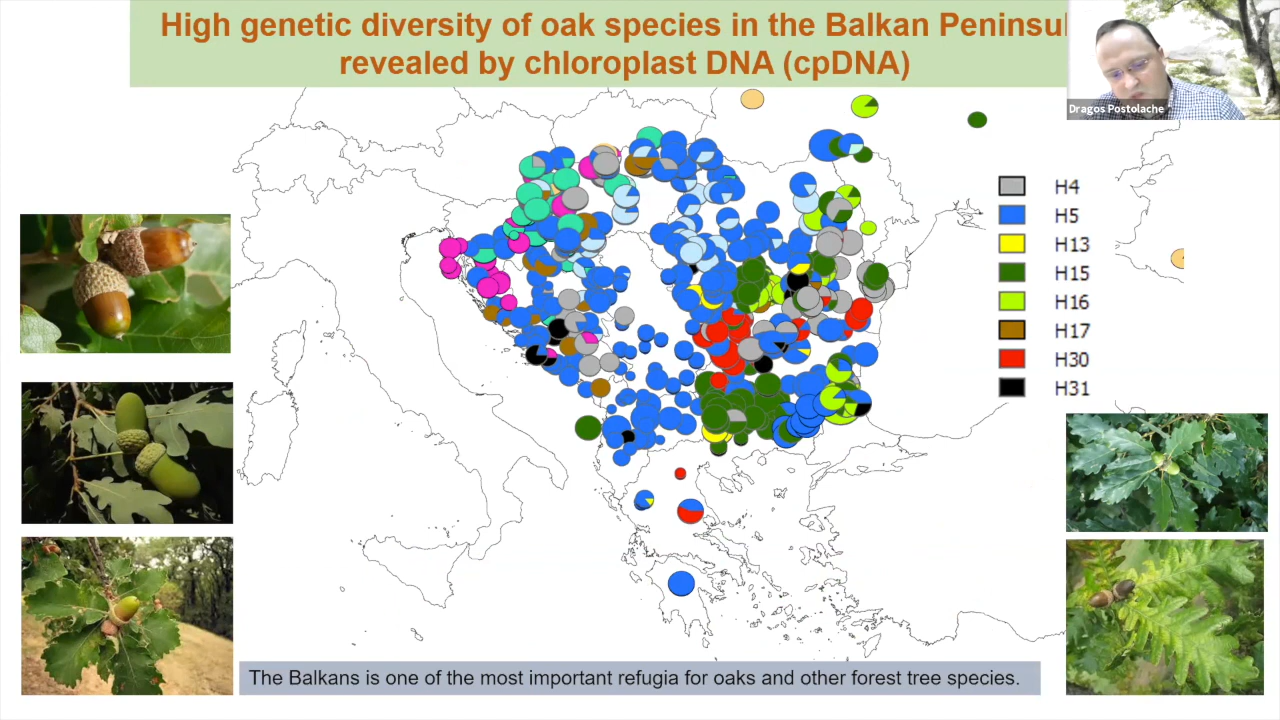 High genetic diversity of oak species in the Balkan Peninsul
revealed by chloroplast DNA (cpDNA)
Dragos Postolache
H4
H5
H13
H15
H16
H17
H30
H31
The Balkans is one of the most important refugia for oaks and other forest tree species.